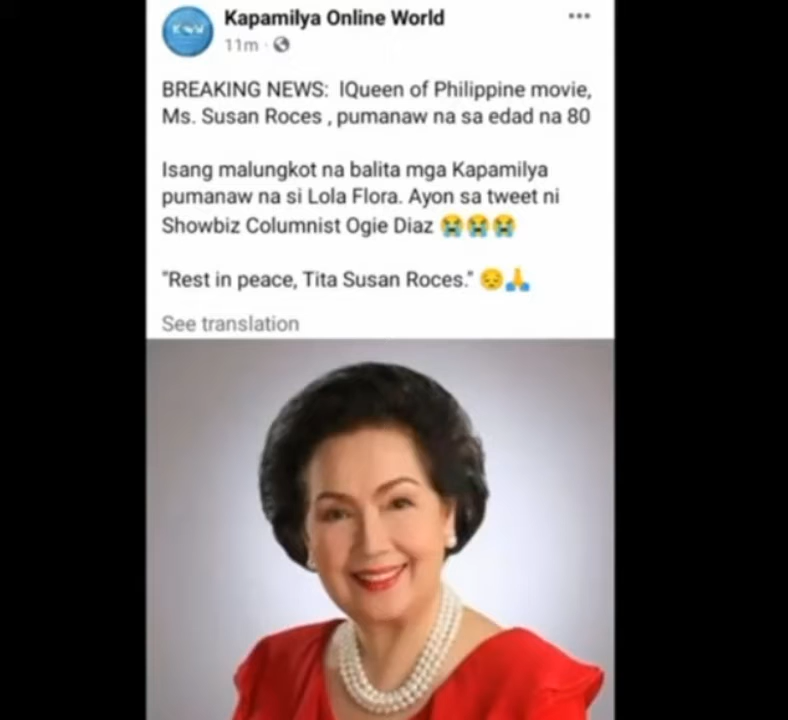 Kapamilya Online World
11m
BREAKING NEWS: lQueen of Philippine movie,
Ms. Susan Roces , pumanaw na sa edad na 80
Isang malungkot na balita mga Kapamilya
pumanaw na si Lola Flora. Ayon sa tweet ni
Showbiz Columnist Ogie Diaz 😭😭😭
"Rest in peace, Tita Susan Roces." 😔🙏
See translation